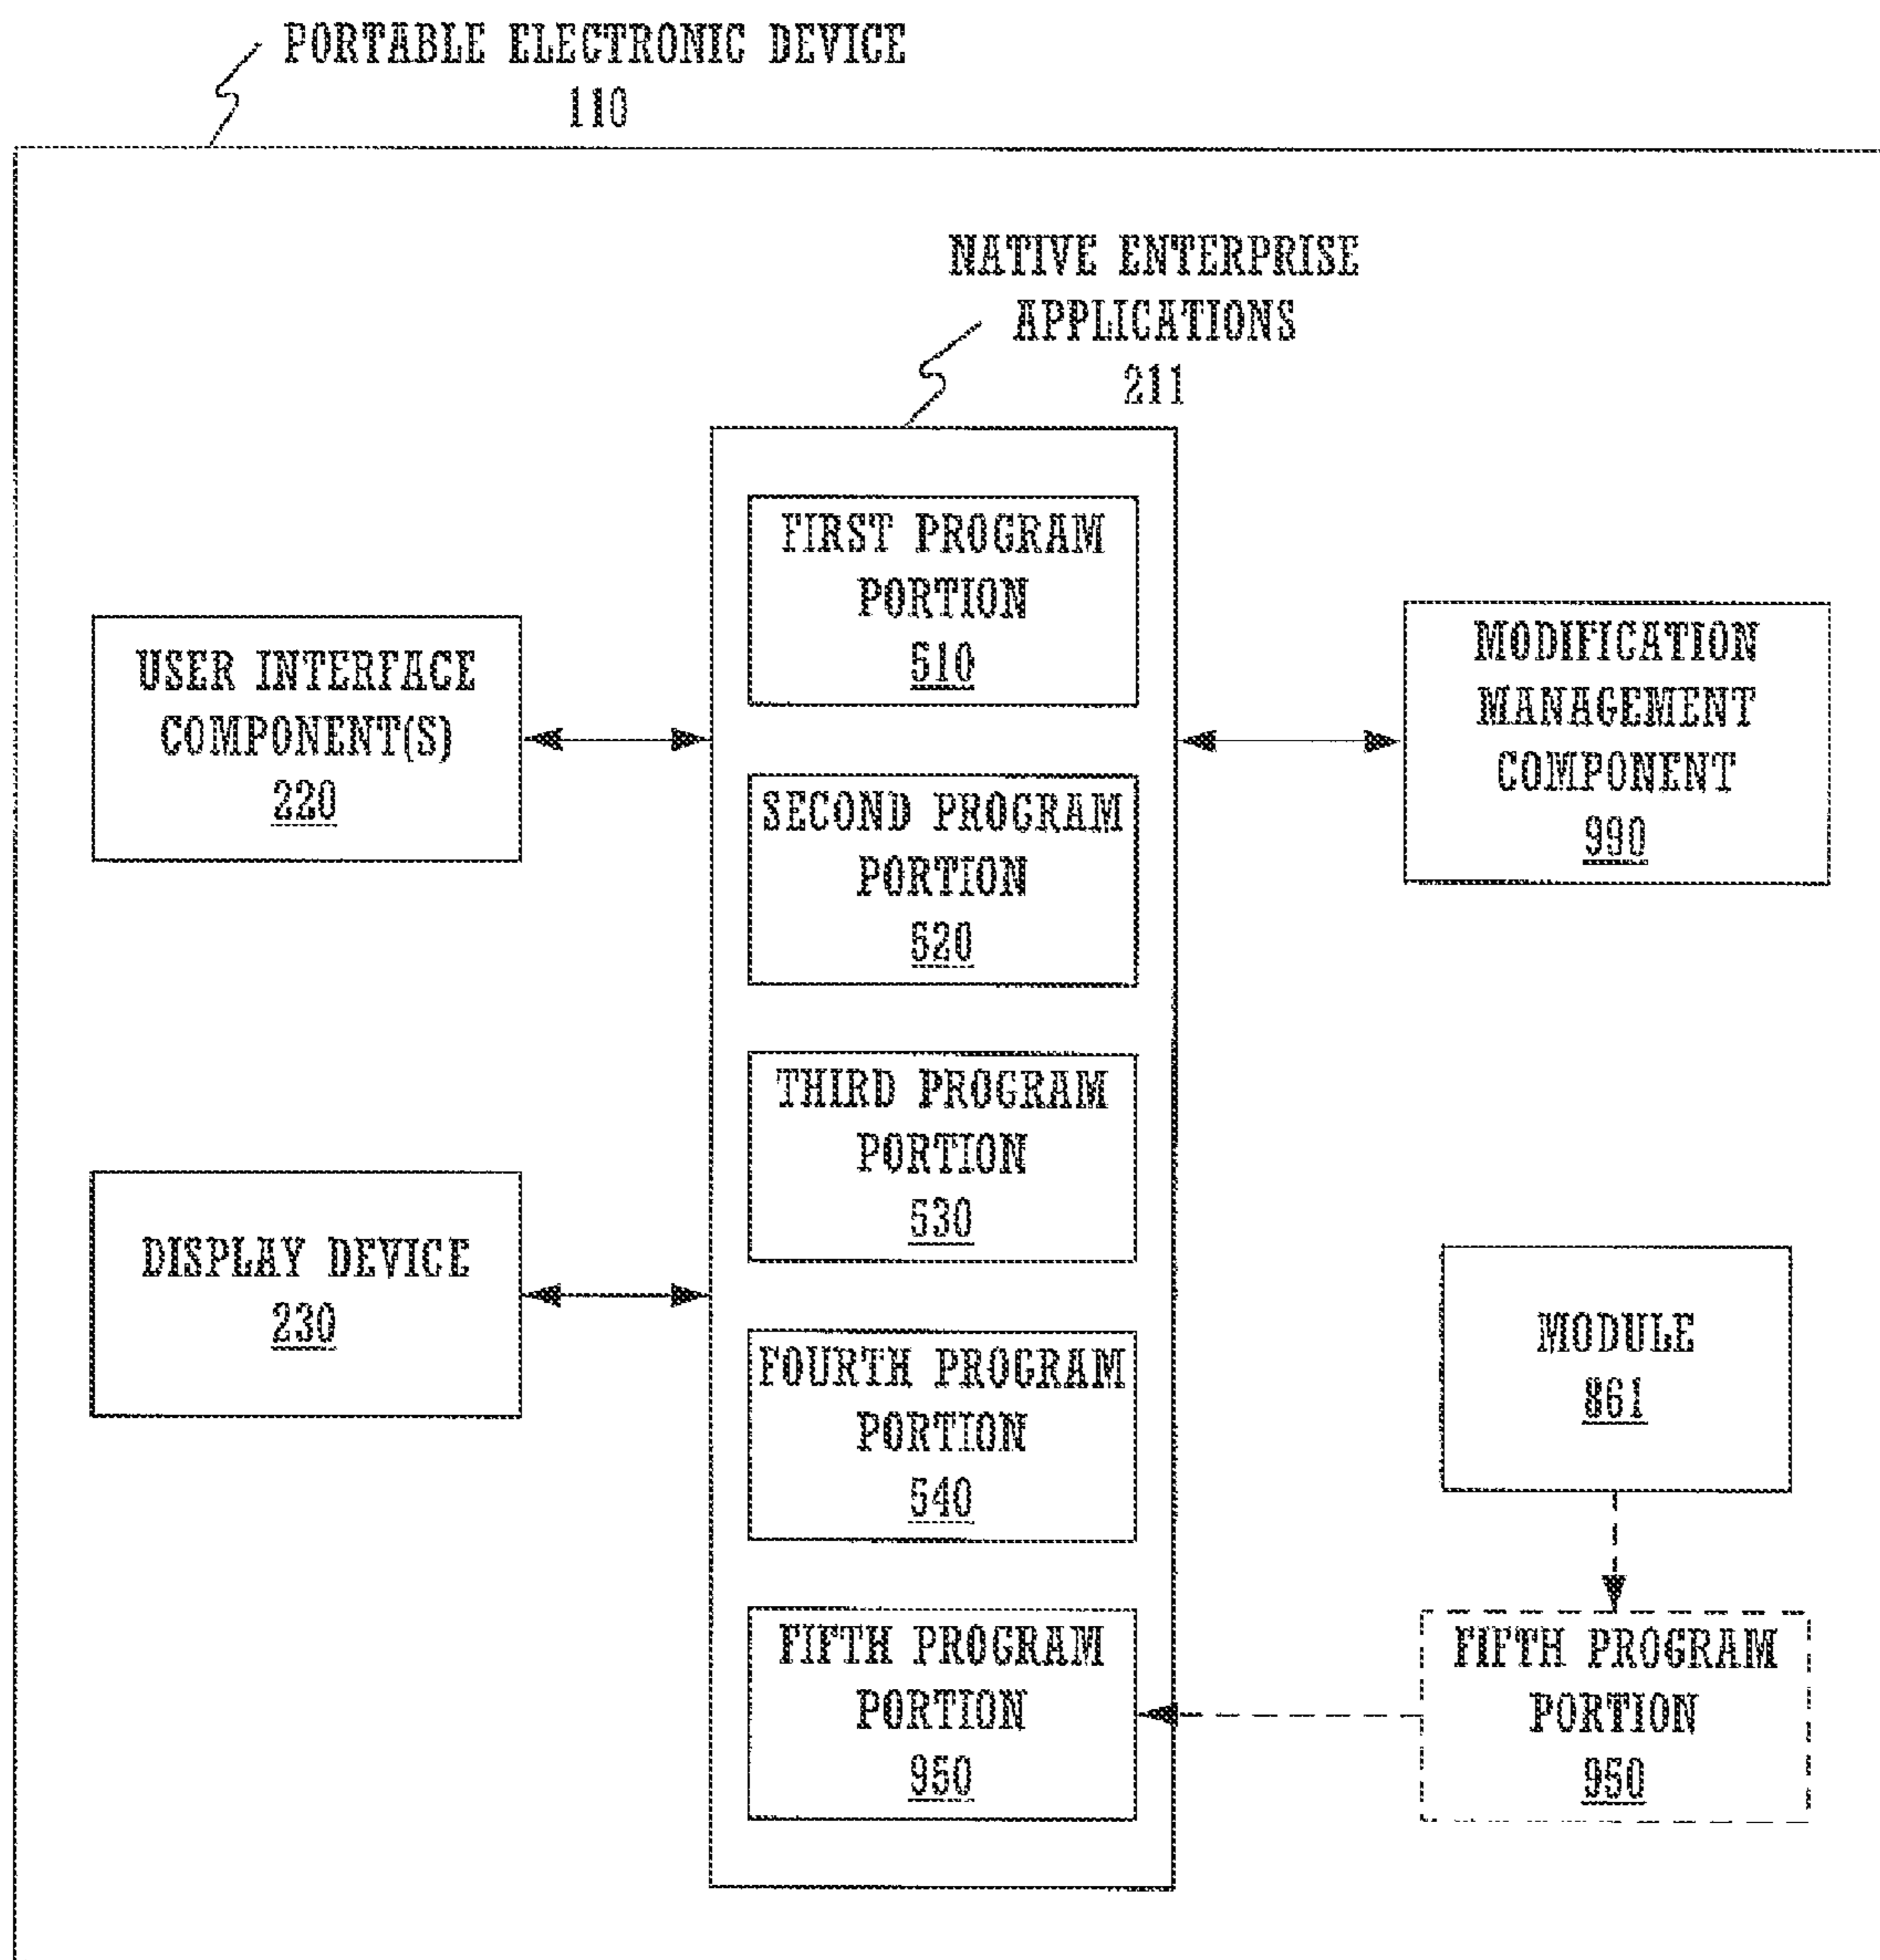 PORTABLE ELECTRONIC DEVICE
110
NATIVE ENTERPRISE
APPLICATIONS
211
FIRST PROGRAM
PORTION
510
USER INTERFACE
COMPONENT(S)
220
MODIFICATION
MANAGEMENT
COMPONENT
990
SECOND PROGRAM
PORTION
520
THIRD PROGRAM
PORTION
530
DISPLAY DEVICE
230
MODULE
861
FOURTH PROGRAM
PORTION
540
FIFTH PROGRAM
PORTION
950
FIFTH PROGRAM
PORTION
950